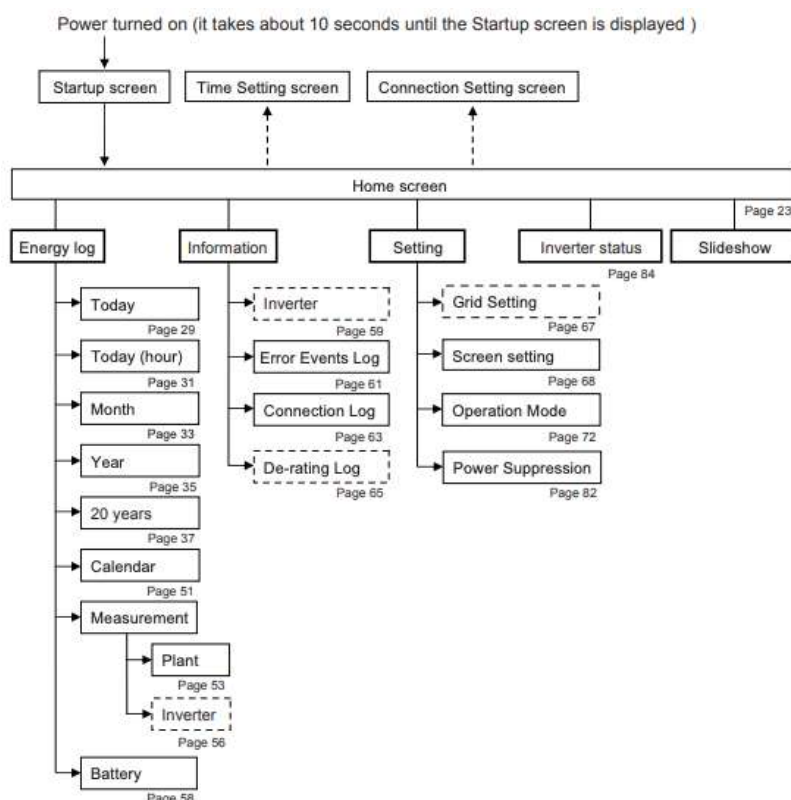 Power turned on (it takes about 10 seconds until the Startup screen is displayed )
Startup screen
Time Setting screen
Connection Setting screen
Home screen
Page 23
Energy log
Information
Setting
Inverter status
Slideshow
Page 84
Today
Page 29
Today (hour)
Page 31
Month
Page 33
Year
Page 35
20 years
Page 37
Calendar
Page 51
Measurement
Plant
Page 53
Inverter
Page 56
Battery
Page 58
Inverter
Page 59
Error Events Log
Page 61
Connection Log
Page 63
De-rating Log
Page 65
Grid Setting
Page 67
Screen setting
Page 68
Operation Mode
Page 72
Power Suppression
Page 82